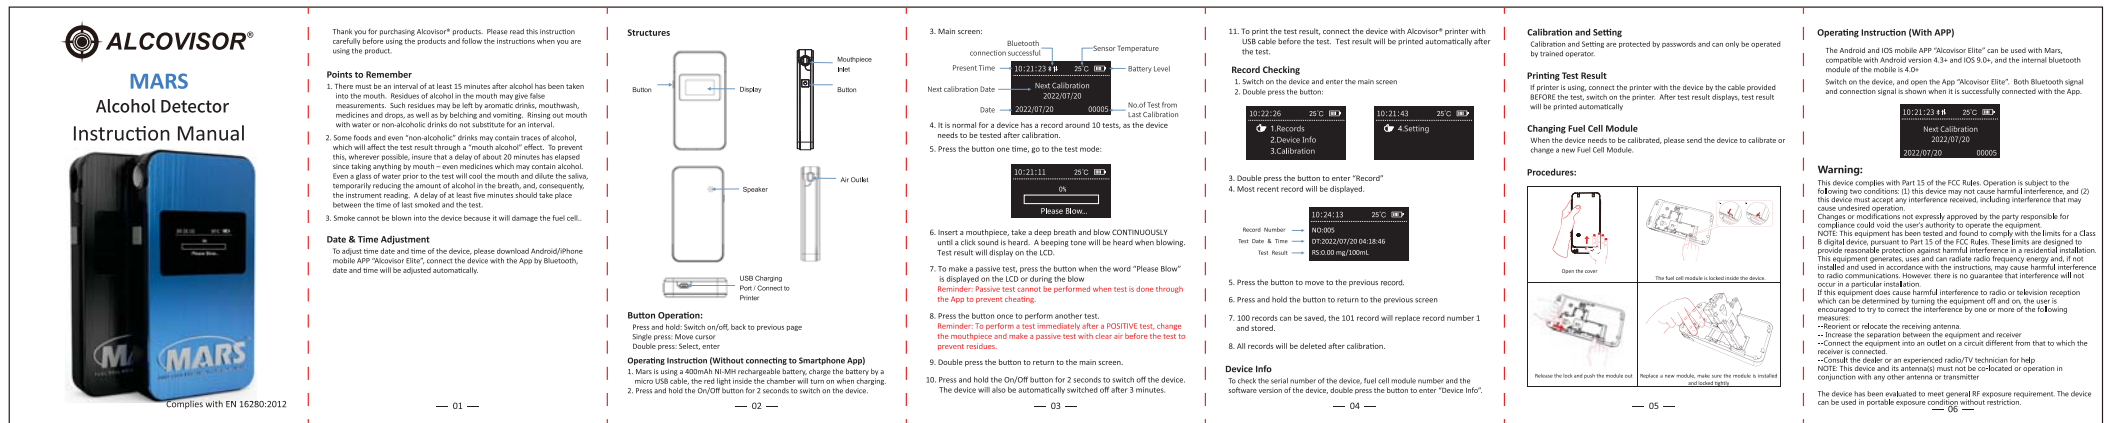 ALCOVISOR®
MARS
Alcohol Detector
Instruction Manual
MARS
Complies with EN 16280:2012
Thank you for purchasing Alcovisor® products. Please read this instruction
carefully before using the products and follow the instructions when you are
using the product.
Points to Remember
1. There must be an interval of at least 15 minutes after alcohol has been taken
into the mouth. Residues of alcohol in the mouth may give false
measurements. Such residues may be left by aromatic drinks, mouthwash,
medicines and drops, as well as by belching and vomiting. Rinsing out mouth
with water or non-alcoholic drinks do not substitute for an interval.
2. Some foods and even "non-alcoholic" drinks may contain traces of alcohol,
which will affect the test result through a "mouth alcohol" effect. To prevent
this, wherever possible, insure that a delay of about 20 minutes has elapsed
since taking anything by mouth – even medicines which may contain alcohol.
Even a glass of water prior to the test will cool the mouth and dilute the saliva,
temporarily reducing the amount of alcohol in the breath, and, consequently,
the instrument reading. A delay of at least five minutes should take place
between the time of last smoked and the test.
3. Smoke cannot be blown into the device because it will damage the fuel cell..
Date & Time Adjustment
To adjust time date and time of the device, please download Android/iPhone
mobile APP "Alcovisor Elite", connect the device with the App by Bluetooth,
date and time will be adjusted automatically.
01
Structures
Button
Display
Mouthpiece
Inlet
Button
Speaker
Air Outlet
USB Charging
Port / Connect to
Printer
Button Operation:
Press and hold: Switch on/off, back to previous page
Single press: Move cursor
Double press: Select, enter
Operating Instruction (Without connecting to Smartphone App)
1. Mars is using a 400mAh NI-MH rechargeable battery, charge the battery by a
micro USB cable, the red light inside the chamber will turn on when charging.
2. Press and hold the On/Off button for 2 seconds to switch on the device.
02
3. Main screen:
Bluetooth
connection successful
Sensor Temperature
Present Time
10:21:23 25℃
Battery Level
Next calibration Date
Next Calibration
2022/07/20
Date
2022/07/20 00005
No.of Test from
Last Calibration
4. It is normal for a device has a record around 10 tests, as the device
needs to be tested after calibration.
5. Press the button one time, go to the test mode:
10:21:11 25℃
0%
Please Blow...
6. Insert a mouthpiece, take a deep breath and blow CONTINUOUSLY
until a click sound is heard. A beeping tone will be heard when blowing.
Test result will display on the LCD.
7. To make a passive test, press the button when the word "Please Blow"
is displayed on the LCD or during the blow
Reminder: Passive test cannot be performed when test is done through
the App to prevent cheating.
8. Press the button once to perform another test.
Reminder: To perform a test immediately after a POSITIVE test, change
the mouthpiece and make a passive test with clear air before the test to
prevent residues.
9. Double press the button to return to the main screen.
10. Press and hold the On/Off button for 2 seconds to switch off the device.
The device will also be automatically switched off after 3 minutes.
03
11. To print the test result, connect the device with Alcovisor® printer with
USB cable before the test. Test result will be printed automatically after
the test.
Record Checking
1. Switch on the device and enter the main screen
2. Double press the button:
10:22:26 25℃
1.Records
2.Device Info
3.Calibration
10:21:43 25℃
4.Setting
3. Double press the button to enter "Record"
4. Most recent record will be displayed.
10:24:13 25℃
Record Number
NO:005
Test Date & Time
DT:2022/07/20 04:18:46
Test Result
RS:0.00 mg/100mL
5. Press the button to move to the previous record.
6. Press and hold the button to return to the previous screen
7. 100 records can be saved, the 101 record will replace record number 1
and stored.
8. All records will be deleted after calibration.
Device Info
To check the serial number of the device, fuel cell module number and the
software version of the device, double press the button to enter "Device Info".
04
Calibration and Setting
Calibration and Setting are protected by passwords and can only be operated
by trained operator.
Printing Test Result
If printer is using, connect the printer with the device by the cable provided
BEFORE the test, switch on the printer. After test result displays, test result
will be printed automatically
Changing Fuel Cell Module
When the device needs to be calibrated, please send the device to calibrate or
change a new Fuel Cell Module.
Procedures:
Open the cover
The fuel cell module is locked inside the device.
Release the lock and push the module out
Replace a new module, make sure the module is installed
and locked tightly
05
Operating Instruction (With APP)
The Android and IOS mobile APP "Alcovisor Elite" can be used with Mars,
compatible with Android version 4.3+ and IOS 9.0+, and the internal bluetooth
module of the mobile is 4.0+
Switch on the device, and open the App "Alcovisor Elite". Both Bluetooth signal
and connection signal is shown when it is successfully connected with the App.
10:21:23 25℃
Next Calibration
2022/07/20
2022/07/20 00005
Warning:
This device complies with Part 15 of the FCC Rules. Operation is subject to the
following two conditions: (1) this device may not cause harmful interference, and (2)
this device must accept any interference received, including interference that may
cause undesired operation.
Changes or modifications not expressly approved by the party responsible for
compliance could void the user's authority to operate the equipment.
NOTE: This equipment has been tested and found to comply with the limits for a Class
B digital device, pursuant to Part 15 of the FCC Rules. These limits are designed to
provide reasonable protection against harmful interference in a residential installation.
This equipment generates, uses and can radiate radio frequency energy and, if not
installed and used in accordance with the instructions, may cause harmful interference
to radio communications. However, there is no guarantee that interference will not
occur in a particular installation.
If this equipment does cause harmful interference to radio or television reception
which can be determined by turning the equipment off and on, the user is
encouraged to try to correct the interference by one or more of the following
measures:
--Reorient or relocate the receiving antenna.
-- Increase the separation between the equipment and receiver
--Connect the equipment into an outlet on a circuit different from that to which the
receiver is connected.
--Consult the dealer or an experienced radio/TV technician for help
NOTE: This device and its antenna(s) must not be co-located or operation in
conjunction with any other antenna or transmitter
The device has been evaluated to meet general RF exposure requirement. The device
can be used in portable exposure condition without restriction.
06